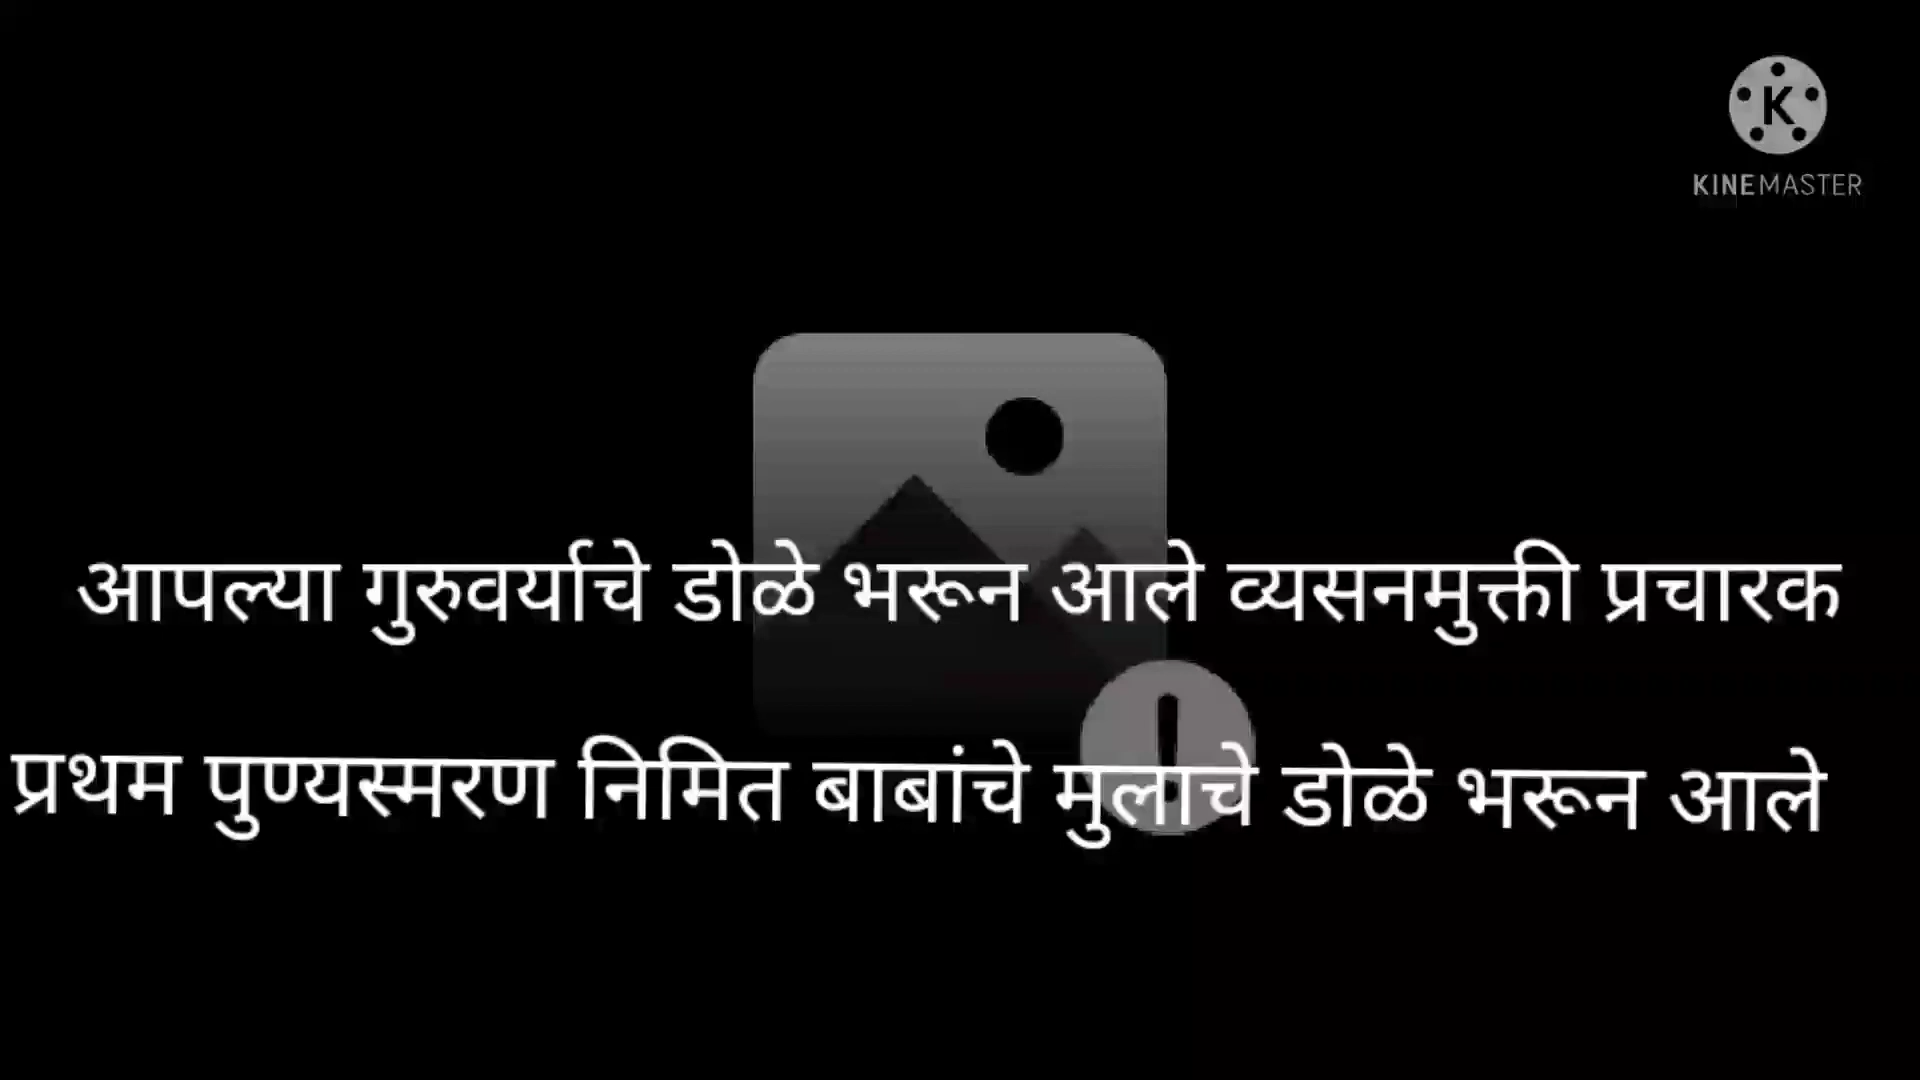 KINEMASTER
आपल्या गुरुवर्याचे डोळे भरून आले व्यसनमुक्ती प्रचारक
प्रथम पुण्यस्मरण निमित बाबांचे मुलाचे डोळे भरून आले